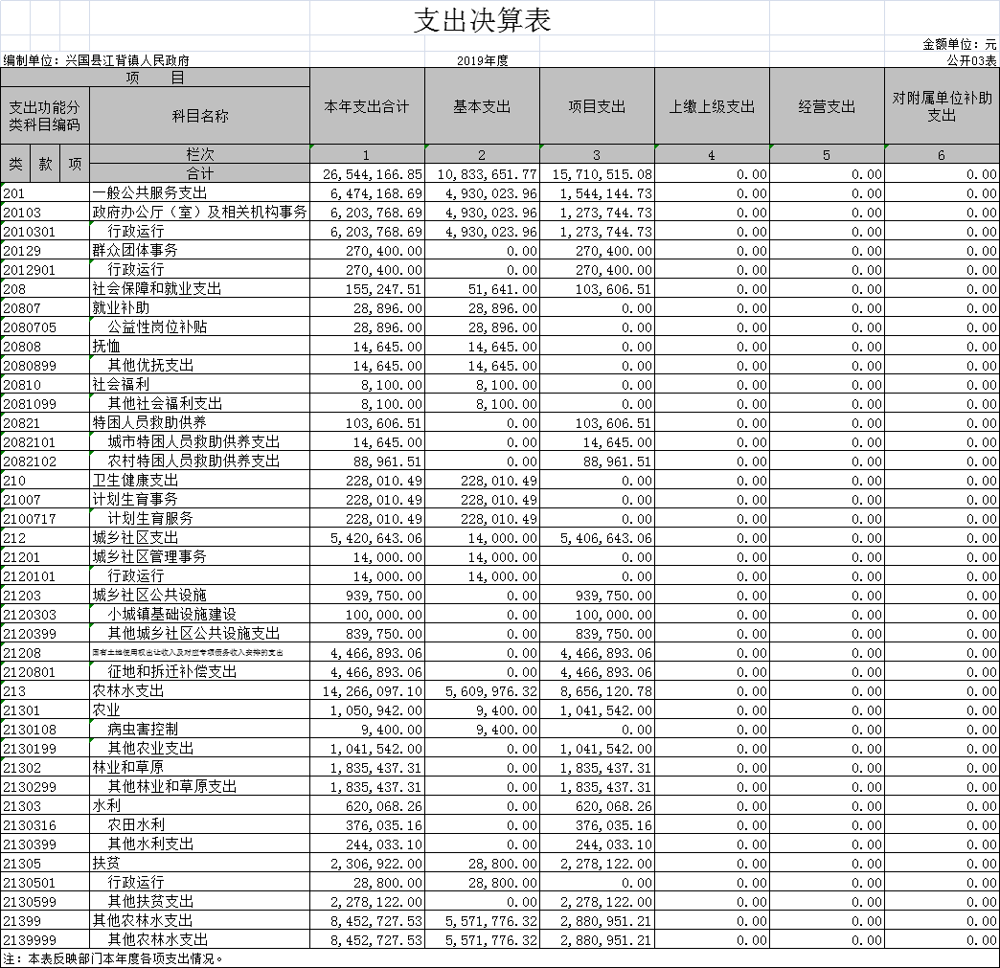 支出决算表
金额单位：元
编制单位：兴国县江背镇人民政府 2019年度 公开03表
项 目 本年支出合计 基本支出 项目支出 上缴上级支出 经营支出 对附属单位补助支出
支出功能分类科目编码 科目名称
类 款 项 栏次 1 2 3 4 5 6
合计 26,544,166.85 10,833,651.77 15,710,515.08 0.00 0.00 0.00
201 一般公共服务支出 6,474,168.69 4,930,023.96 1,544,144.73 0.00 0.00 0.00
20103 政府办公厅（室）及相关机构事务 6,203,768.69 4,930,023.96 1,273,744.73 0.00 0.00 0.00
2010301 行政运行 6,203,768.69 4,930,023.96 1,273,744.73 0.00 0.00 0.00
20129 群众团体事务 270,400.00 0.00 270,400.00 0.00 0.00 0.00
2012901 行政运行 270,400.00 0.00 270,400.00 0.00 0.00 0.00
208 社会保障和就业支出 155,247.51 51,641.00 103,606.51 0.00 0.00 0.00
20807 就业补助 28,896.00 28,896.00 0.00 0.00 0.00 0.00
2080705 公益性岗位补贴 28,896.00 28,896.00 0.00 0.00 0.00 0.00
20808 抚恤 14,645.00 14,645.00 0.00 0.00 0.00 0.00
2080899 其他优抚支出 14,645.00 14,645.00 0.00 0.00 0.00 0.00
20810 社会福利 8,100.00 8,100.00 0.00 0.00 0.00 0.00
2081099 其他社会福利支出 8,100.00 8,100.00 0.00 0.00 0.00 0.00
20821 特困人员救助供养 103,606.51 0.00 103,606.51 0.00 0.00 0.00
2082101 城市特困人员救助供养支出 14,645.00 0.00 14,645.00 0.00 0.00 0.00
2082102 农村特困人员救助供养支出 88,961.51 0.00 88,961.51 0.00 0.00 0.00
210 卫生健康支出 228,010.49 228,010.49 0.00 0.00 0.00 0.00
21007 计划生育事务 228,010.49 228,010.49 0.00 0.00 0.00 0.00
2100717 计划生育服务 228,010.49 228,010.49 0.00 0.00 0.00 0.00
212 城乡社区支出 5,420,643.06 14,000.00 5,406,643.06 0.00 0.00 0.00
21201 城乡社区管理事务 14,000.00 14,000.00 0.00 0.00 0.00 0.00
2120101 行政运行 14,000.00 14,000.00 0.00 0.00 0.00 0.00
21203 城乡社区公共设施 939,750.00 0.00 939,750.00 0.00 0.00 0.00
2120303 小城镇基础设施建设 100,000.00 0.00 100,000.00 0.00 0.00 0.00
2120399 其他城乡社区公共设施支出 839,750.00 0.00 839,750.00 0.00 0.00 0.00
21208 国有土地使用权出让收入及对应专项债务收入安排的支出 4,466,893.06 0.00 4,466,893.06 0.00 0.00 0.00
2120801 征地和拆迁补偿支出 4,466,893.06 0.00 4,466,893.06 0.00 0.00 0.00
213 农林水支出 14,266,097.10 5,609,976.32 8,656,120.78 0.00 0.00 0.00
21301 农业 1,050,942.00 9,400.00 1,041,542.00 0.00 0.00 0.00
2130108 病虫害控制 9,400.00 9,400.00 0.00 0.00 0.00 0.00
2130199 其他农业支出 1,041,542.00 0.00 1,041,542.00 0.00 0.00 0.00
21302 林业和草原 1,835,437.31 0.00 1,835,437.31 0.00 0.00 0.00
2130299 其他林业和草原支出 1,835,437.31 0.00 1,835,437.31 0.00 0.00 0.00
21303 水利 620,068.26 0.00 620,068.26 0.00 0.00 0.00
2130316 农田水利 376,035.16 0.00 376,035.16 0.00 0.00 0.00
2130399 其他水利支出 244,033.10 0.00 244,033.10 0.00 0.00 0.00
21305 扶贫 2,306,922.00 28,800.00 2,278,122.00 0.00 0.00 0.00
2130501 行政运行 28,800.00 28,800.00 0.00 0.00 0.00 0.00
2130599 其他扶贫支出 2,278,122.00 0.00 2,278,122.00 0.00 0.00 0.00
21399 其他农林水支出 8,452,727.53 5,571,776.32 2,880,951.21 0.00 0.00 0.00
2139999 其他农林水支出 8,452,727.53 5,571,776.32 2,880,951.21 0.00 0.00 0.00
注：本表反映部门本年度各项支出情况。